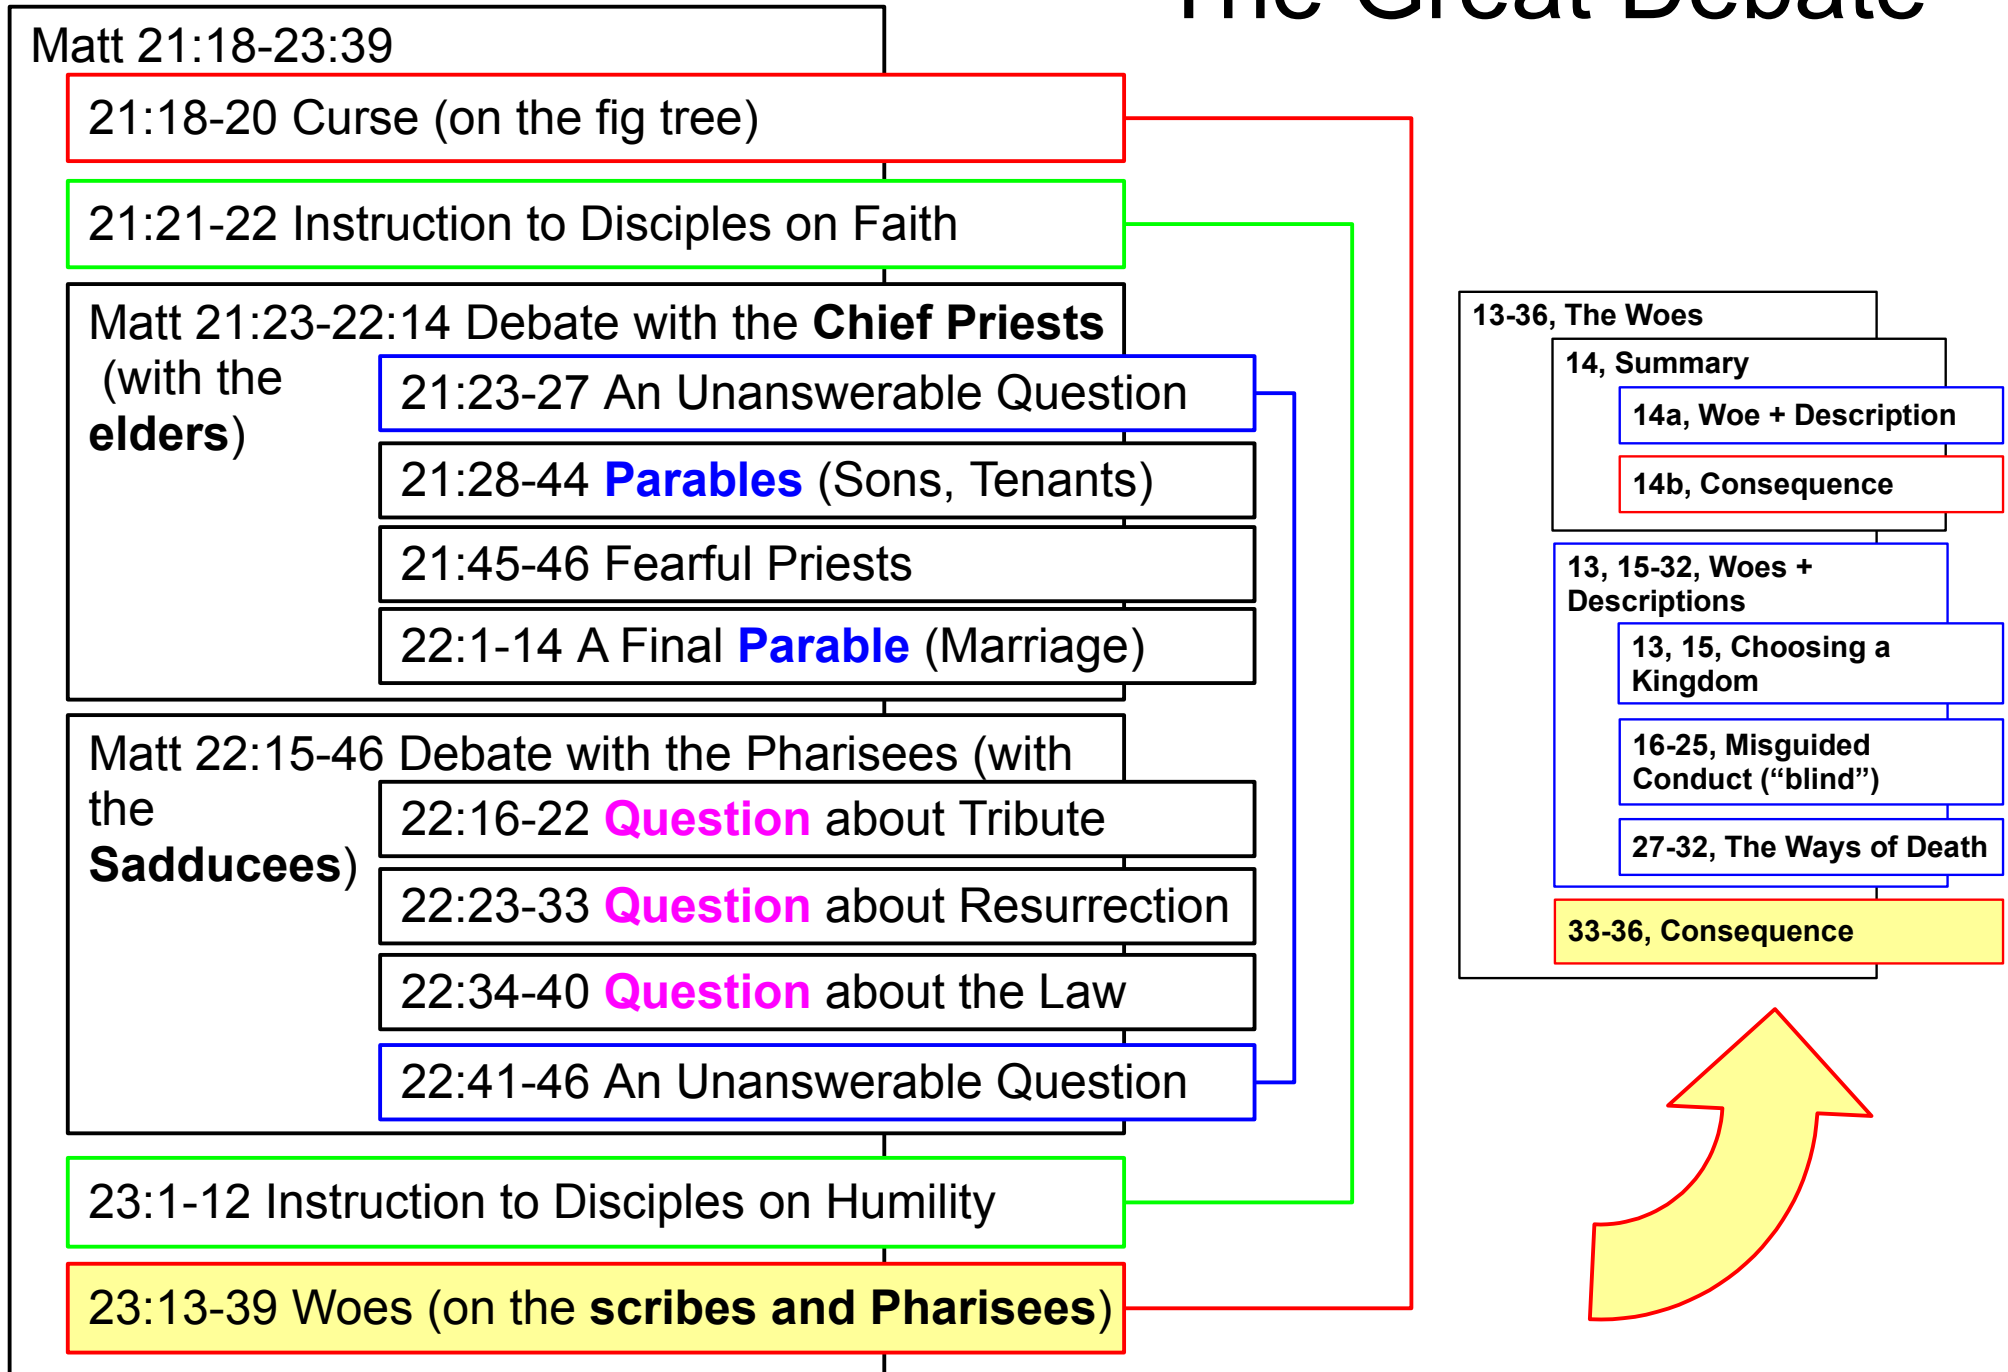 The Great Debate
Matt 21:18-23:39
21:18-20 Curse (on the fig tree)
21:21-22 Instruction to Disciples on Faith
Matt 21:23-22:14 Debate with the Chief Priests
(with the
elders)
21:23-27 An Unanswerable Question
21:28-44 Parables (Sons, Tenants)
21:45-46 Fearful Priests
22:1-14 A Final Parable (Marriage)
Matt 22:15-46 Debate with the Pharisees (with
the
Sadducees)
22:16-22 Question about Tribute
22:23-33 Question about Resurrection
22:34-40 Question about the Law
22:41-46 An Unanswerable Question
23:1-12 Instruction to Disciples on Humility
23:13-39 Woes (on the scribes and Pharisees)
13-36, The Woes
14, Summary
14a, Woe + Description
14b, Consequence
13, 15-32, Woes +
Descriptions
13, 15, Choosing a
Kingdom
16-25, Misguided
Conduct (“blind”)
27-32, The Ways of Death
33-36, Consequence